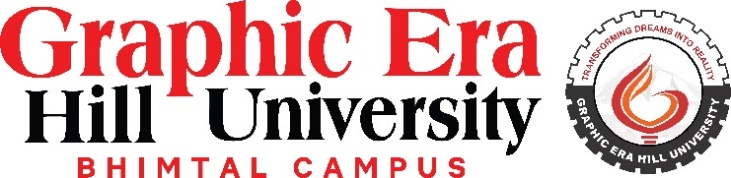 Graphic Era
Hill University
BHIMTAL CAMPUS
TRANSFORMING DREAMS INTO REALITY
GRAPHIC ERA HILL UNIVERSITY